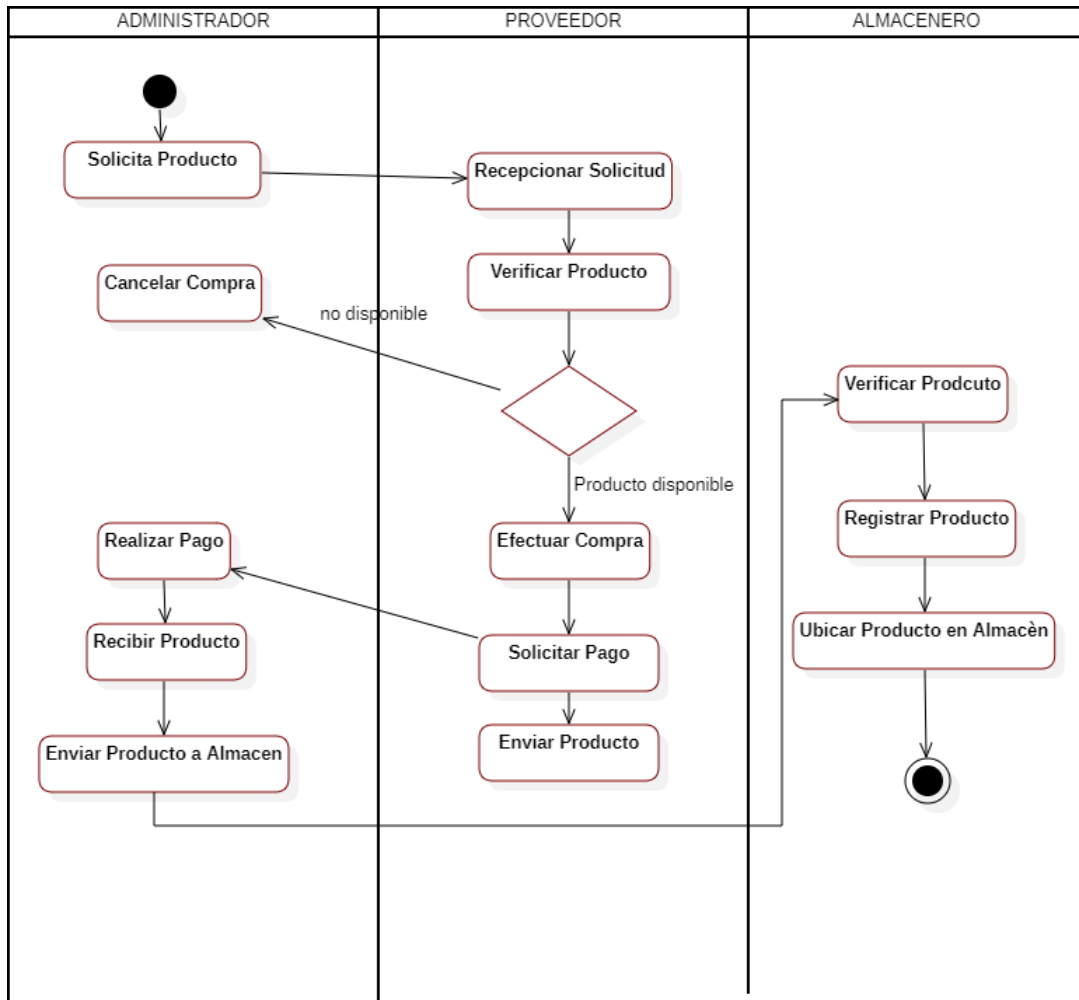 ADMINISTRADOR
PROVEEDOR
ALMACENERO
Solicita Producto
Recepcionar Solicitud
Verificar Producto
Cancelar Compra
no disponible
Verificar Prodcuto
Producto disponible
Registrar Producto
Realizar Pago
Efectuar Compra
Recibir Producto
Solicitar Pago
Ubicar Producto en Almacèn
Enviar Producto a Almacen
Enviar Producto